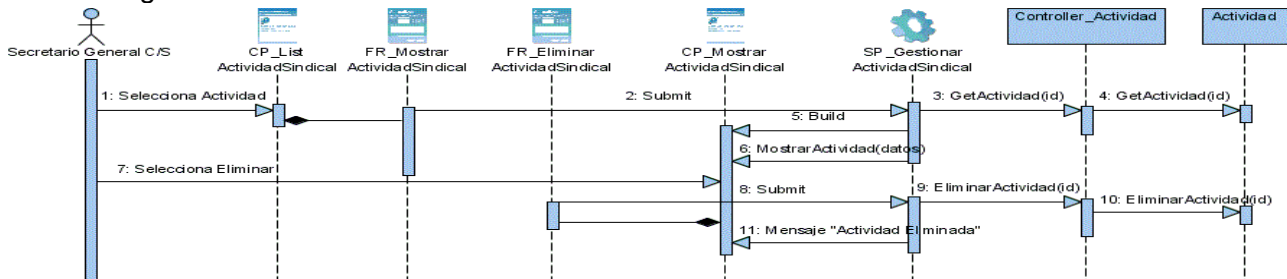 Controller_Actividad
Actividad
Secretario General C/S
CP_List
ActividadSindical
FR_Mostrar
ActividadSindical
FR_Eliminar
ActividadSindical
CP_Mostrar
ActividadSindical
SP_Gestionar
ActividadSindical
1: Selecciona Actividad
2: Submit
3: GetActividad(id)
4: GetActividad(id)
5: Build
6: MostrarActividad(datos)
7: Selecciona Eliminar
8: Submit
9: EliminarActividad(id)
10: EliminarActividad(id)
11: Mensaje "Actividad Eliminada"